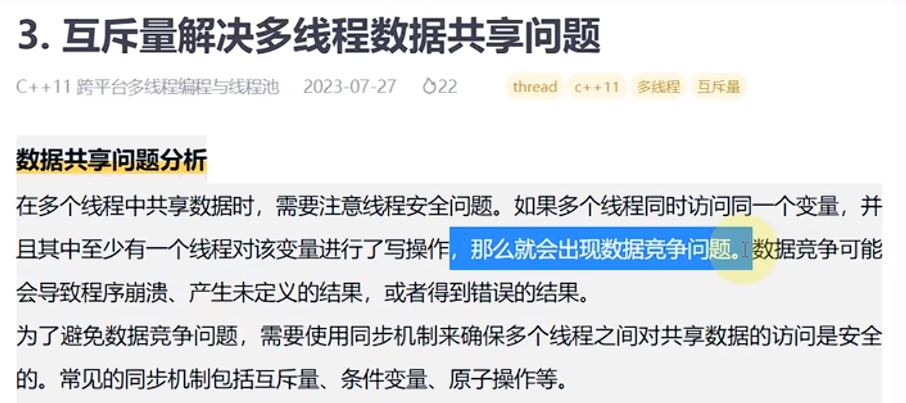 3. 互斥量解决多线程数据共享问题
C++11 跨平台多线程编程与线程池 2023-07-27 22 thread c++11 多线程 互斥量
数据共享问题分析
在多个线程中共享数据时，需要注意线程安全问题。如果多个线程同时访问同一个变量，并
且其中至少有一个线程对该变量进行了写操作，那么就会出现数据竞争问题。数据竞争可能
会导致程序崩溃、产生未定义的结果，或者得到错误的结果。
为了避免数据竞争问题，需要使用同步机制来确保多个线程之间对共享数据的访问是安全
的。常见的同步机制包括互斥量、条件变量、原子操作等。